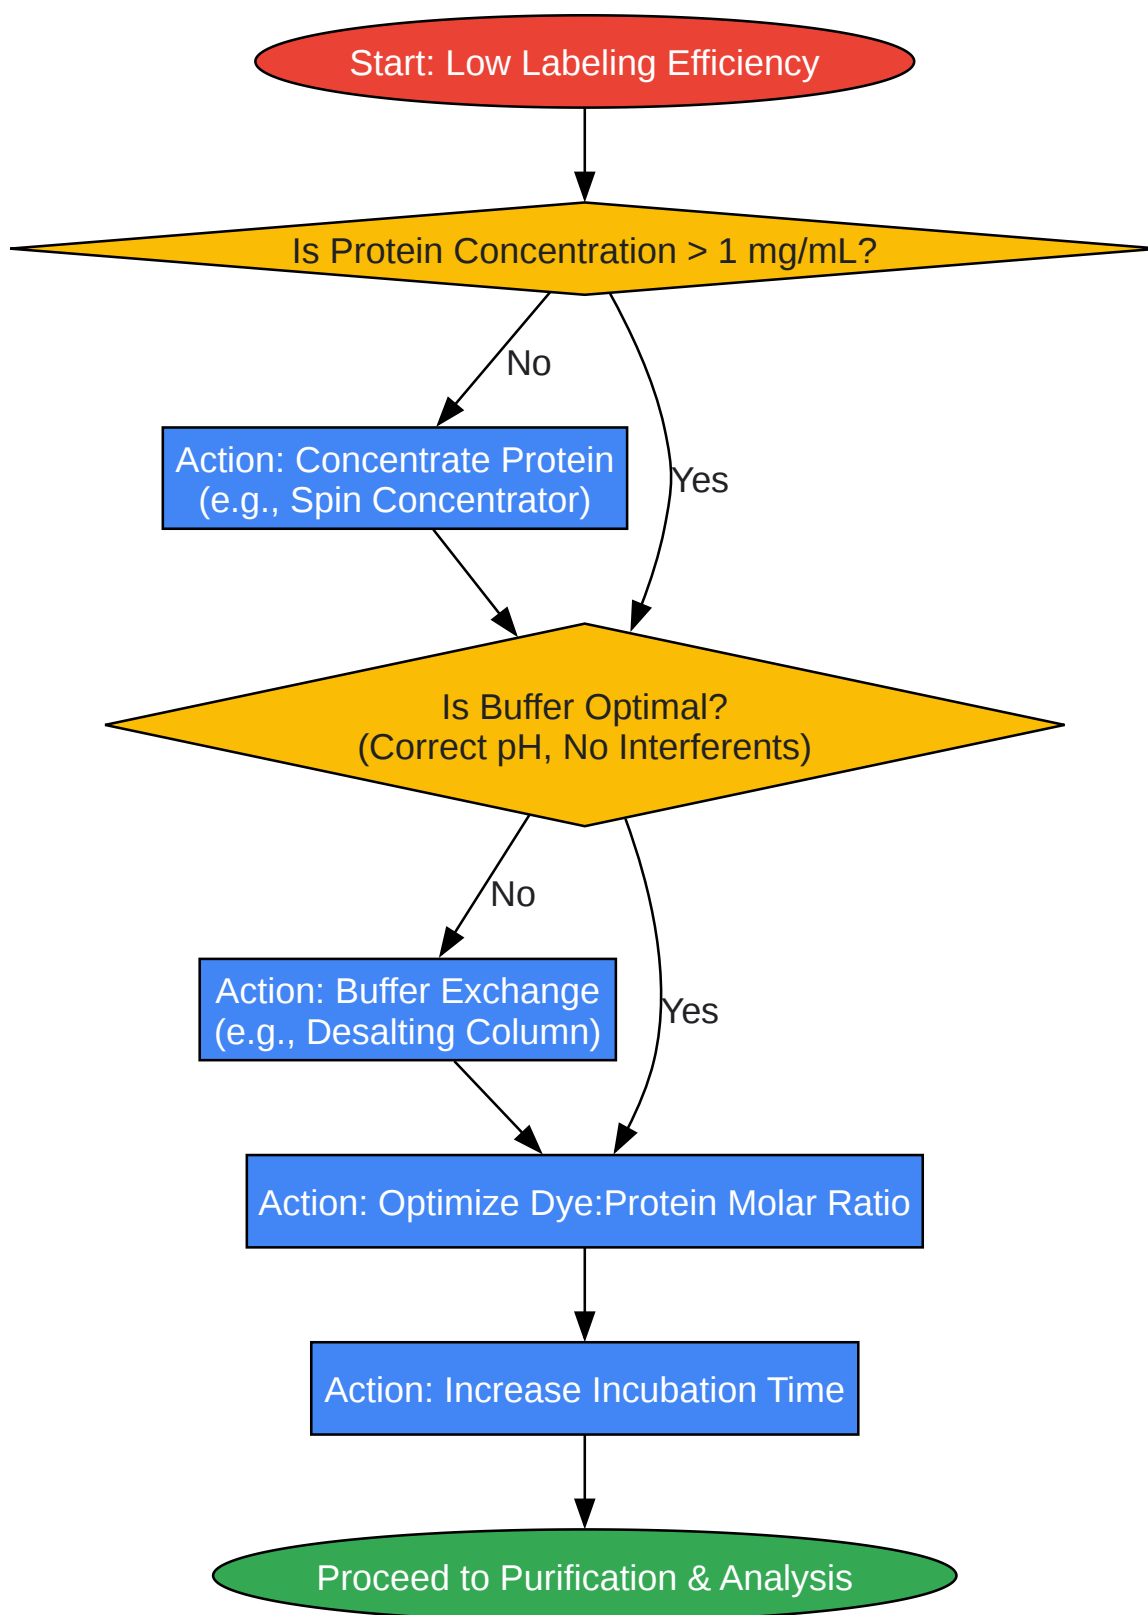 Start: Low Labeling Efficiency
Is Protein Concentration > 1 mg/mL?
No
Action: Concentrate Protein
(e.g., Spin Concentrator)
Yes
Is Buffer Optimal?
(Correct pH, No Interferents)
No
Action: Buffer Exchange
(e.g., Desalting Column)
Yes
Action: Optimize Dye:Protein Molar Ratio
Action: Increase Incubation Time
Proceed to Purification & Analysis